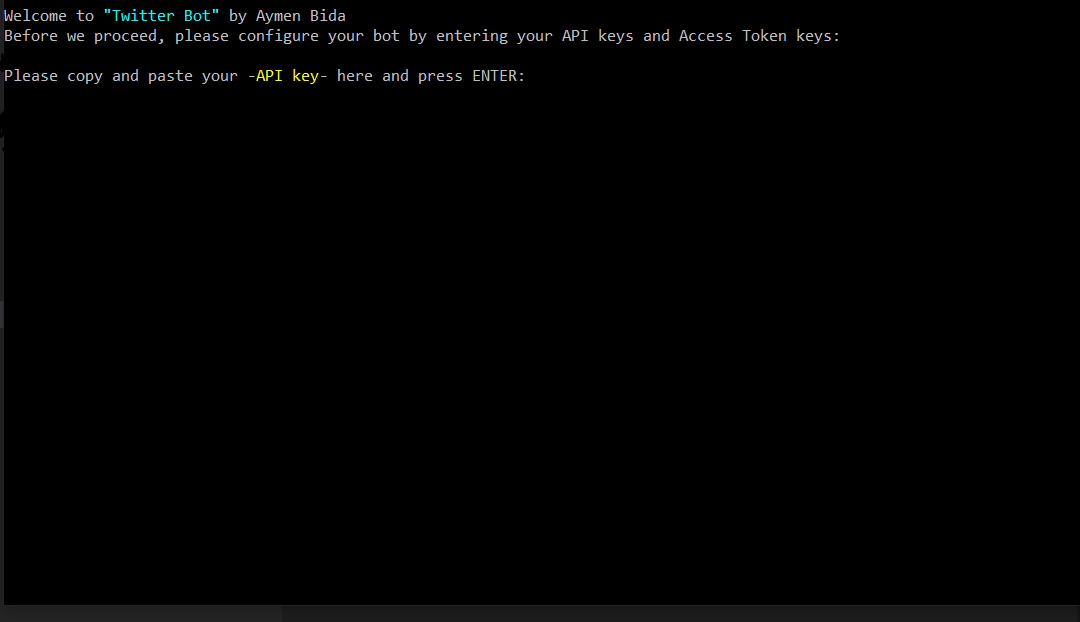 Welcome to "Twitter Bot" by Aymen Bida
Before we proceed, please configure your bot by entering your API keys and Access Token keys:
Please copy and paste your -API key- here and press ENTER: